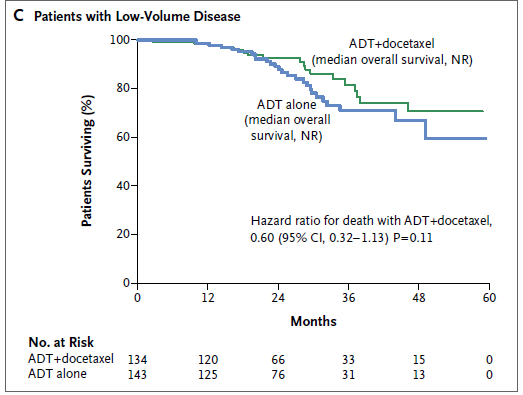 C Patients with Low-Volume Disease
100
80
60
40
20
0
Patients Surviving (%)
ADT+docetaxel
(median overall survival, NR)
ADT alone
(median overall
survival, NR)
Hazard ratio for death with ADT+docetaxel,
0.60 (95% CI, 0.32–1.13) P=0.11
0 12 24 36 48 60
Months
No. at Risk
ADT+docetaxel 134 120 66 33 15 0
ADT alone 143 125 76 31 13 0